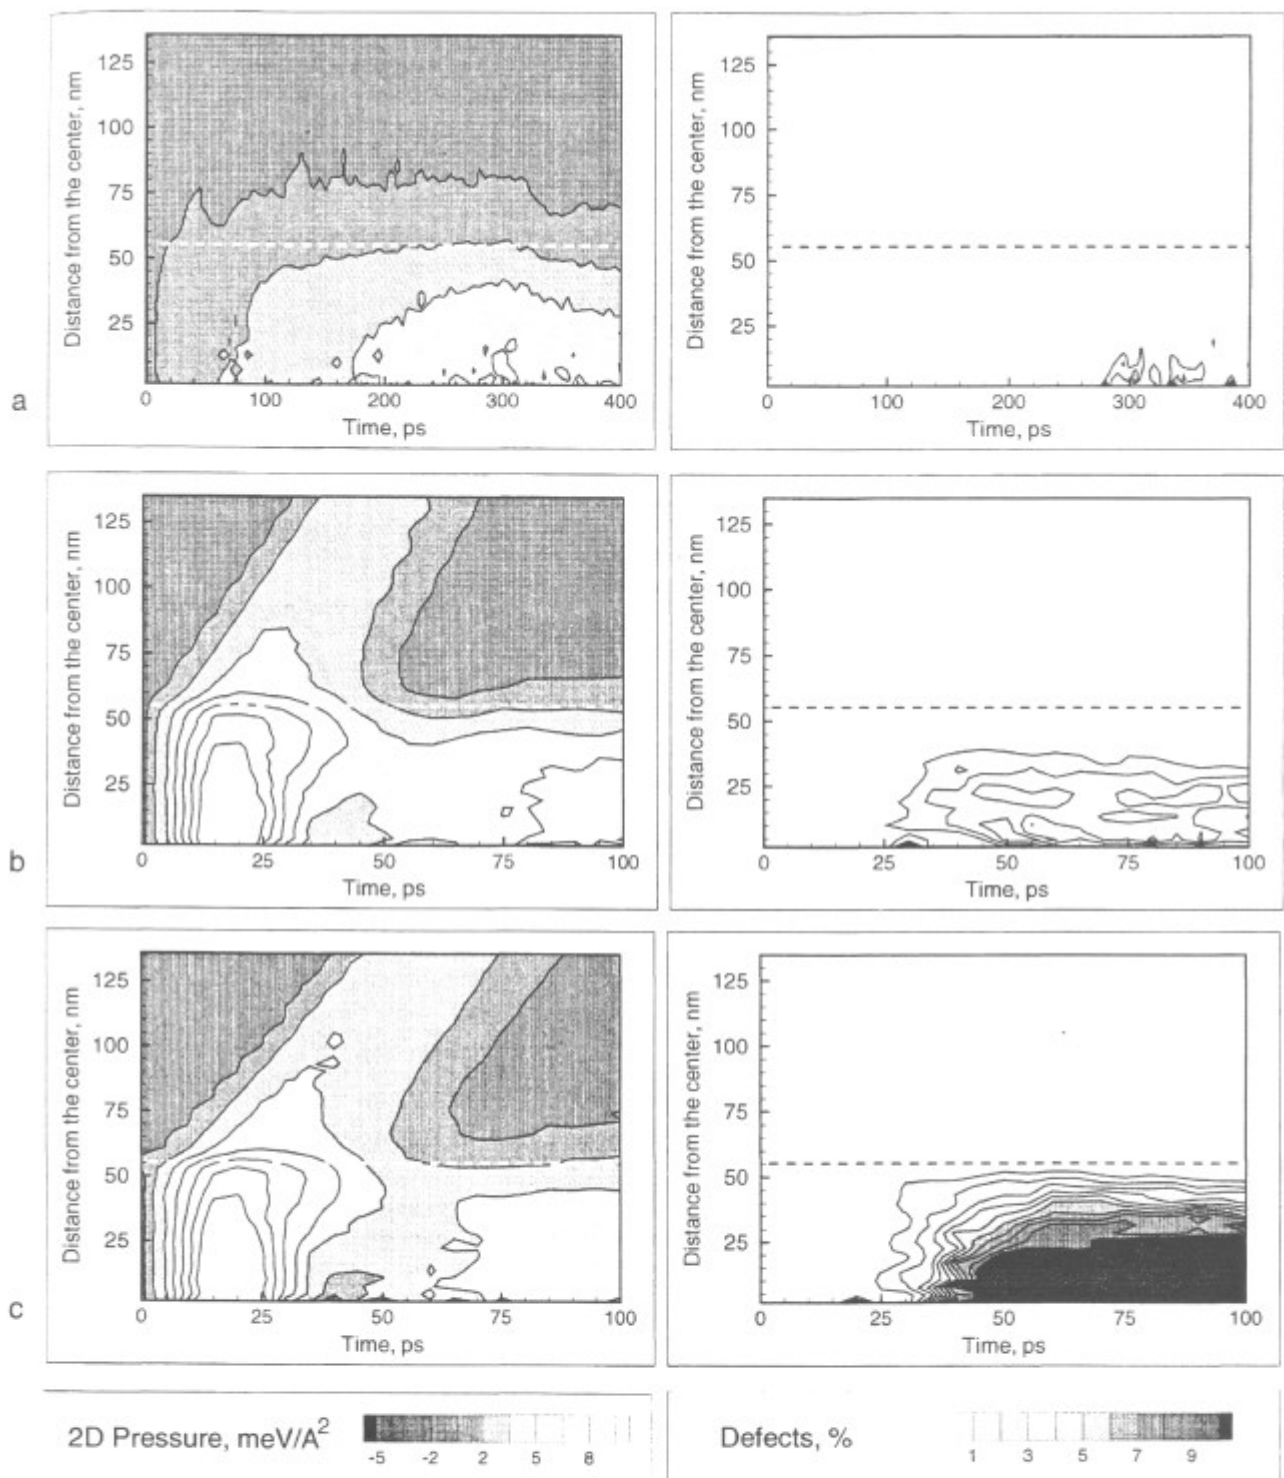 Distance from the center, nm
125
100
75
50
25
0 100 200 300 400
Time, ps
Distance from the center, nm
125
100
75
50
25
0 100 200 300 400
Time, ps
a
Distance from the center, nm
125
100
75
50
25
0 25 50 75 100
Time, ps
Distance from the center, nm
125
100
75
50
25
0 25 50 75 100
Time, ps
b
Distance from the center, nm
125
100
75
50
25
0 25 50 75 100
Time, ps
Distance from the center, nm
125
100
75
50
25
0 25 50 75 100
Time, ps
c
2D Pressure, meV/A²
-5 -2 2 5 8
Defects, %
1 3 5 7 9